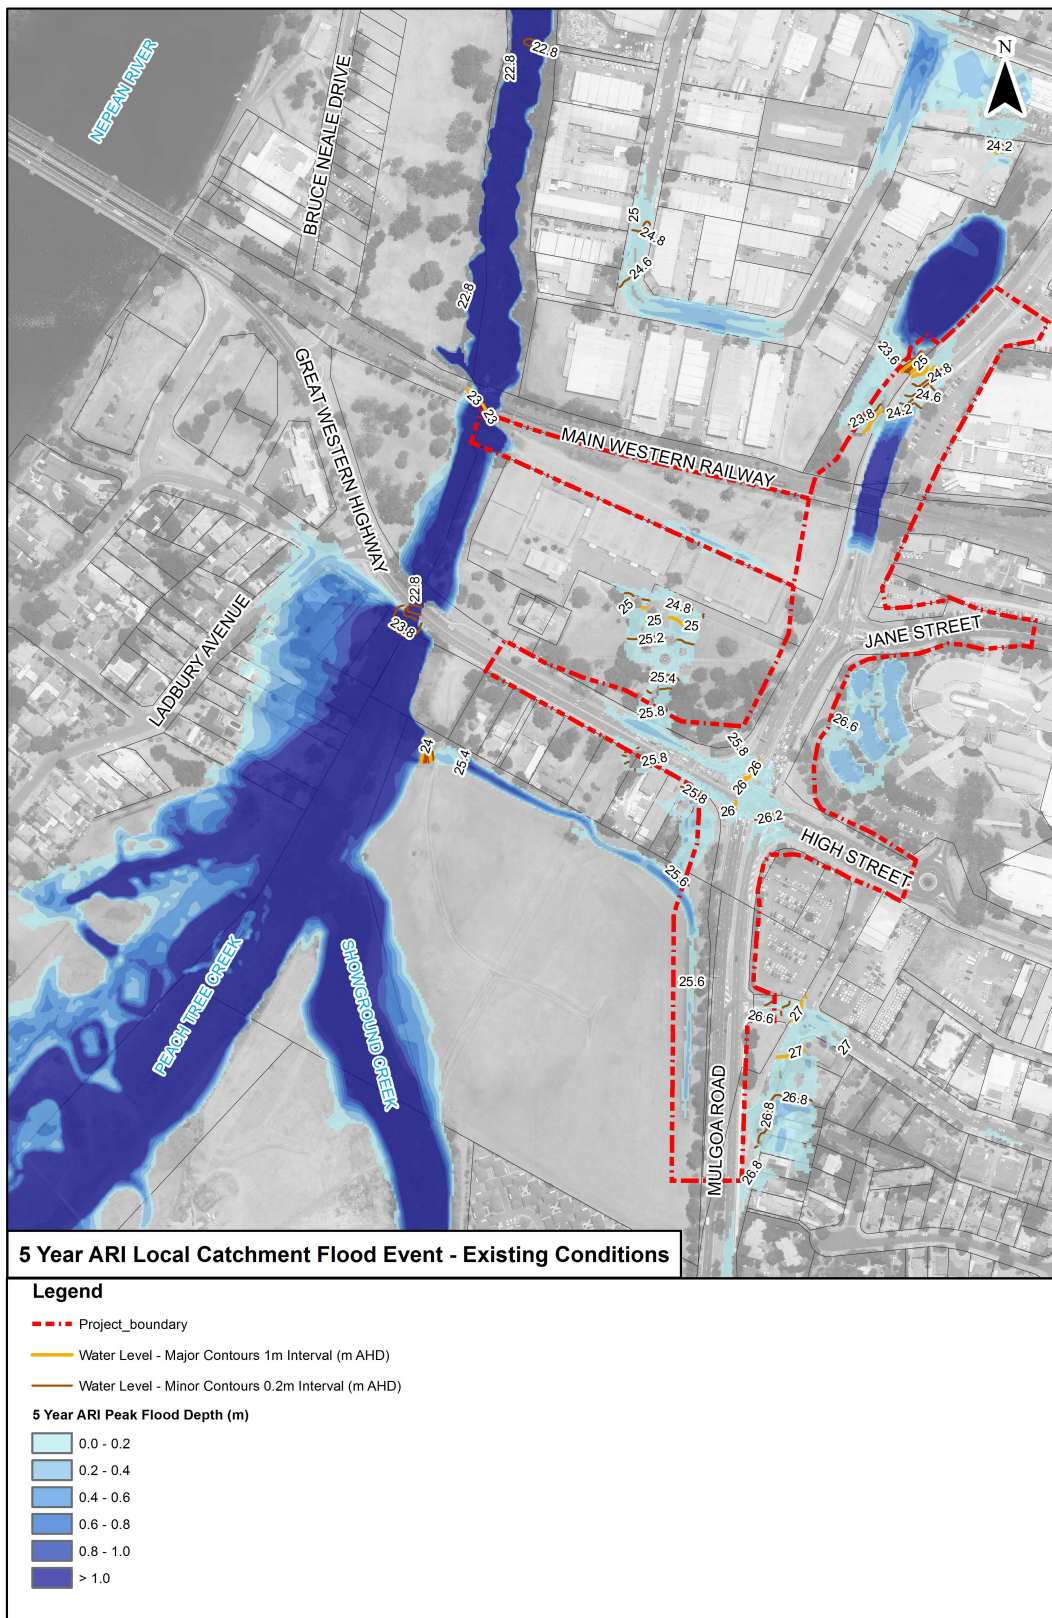 NEPEAN RIVER
BRUCE NEALE DRIVE
22.8
22.8
N
24.2
25
24.8
24.6
22.8
GREAT WESTERN HIGHWAY
23
23
MAIN WESTERN RAILWAY
23.6
25
24.8
24.6
24.2
23.8
22.8
23.8
LADBURY AVENUE
25
24.8
25
25
25.2
25.4
25.8
JANE STREET
26.6
24
25.4
25.8
25.8
25.8
26
26
26
26.2
HIGH STREET
25.6
25.6
PEACH TREE CREEK
SHOWGROUND CREEK
MULGOA ROAD
26.6
27
27
27
26.8
26.8
26.8
5 Year ARI Local Catchment Flood Event - Existing Conditions
Legend
Project_boundary
Water Level - Major Contours 1m Interval (m AHD)
Water Level - Minor Contours 0.2m Interval (m AHD)
5 Year ARI Peak Flood Depth (m)
0.0 - 0.2
0.2 - 0.4
0.4 - 0.6
0.6 - 0.8
0.8 - 1.0
> 1.0